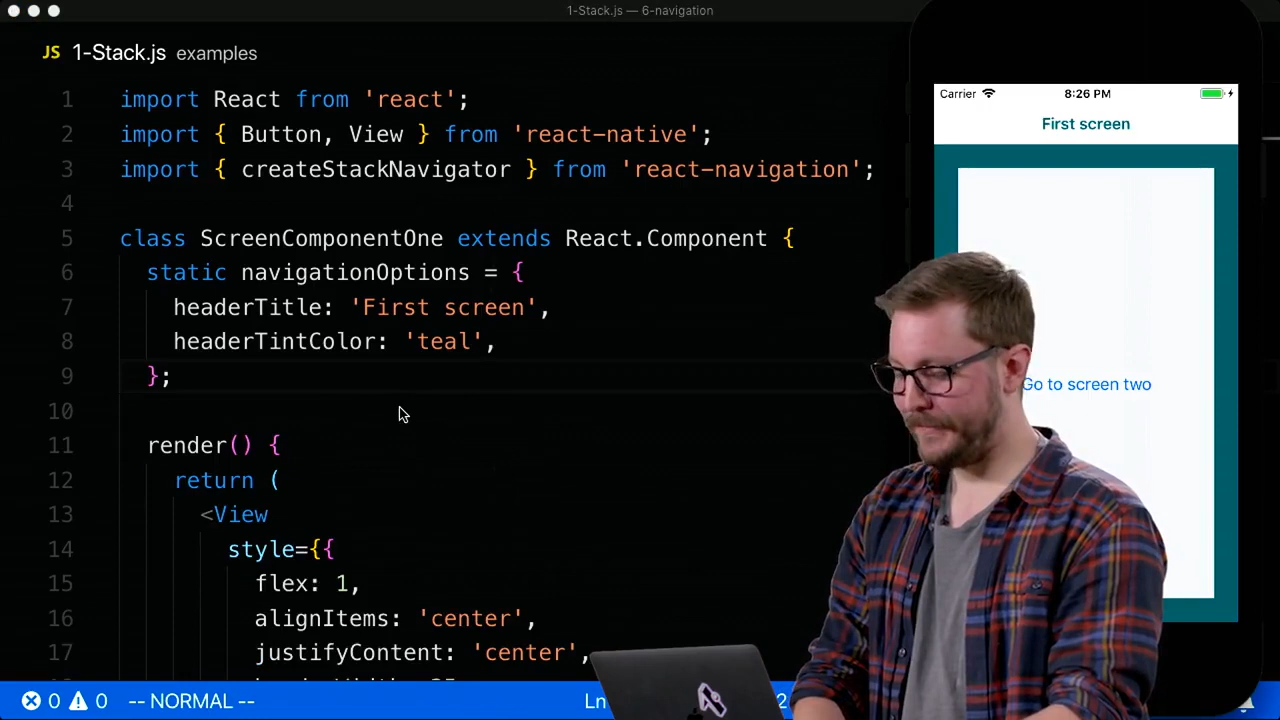 1-Stack.js — 6-navigation
JS 1-Stack.js examples
1 import React from 'react';
2 import { Button, View } from 'react-native';
3 import { createStackNavigator } from 'react-navigation';
4
5 class ScreenComponentOne extends React.Component {
6 static navigationOptions = {
7 headerTitle: 'First screen',
8 headerTintColor: 'teal',
9 };
10
11 render() {
12 return (
13 <View
14 style={{
15 flex: 1,
16 alignItems: 'center',
17 justifyContent: 'center',
0 0 -- NORMAL -- Ln
Carrier 8:26 PM
First screen
Go to screen two